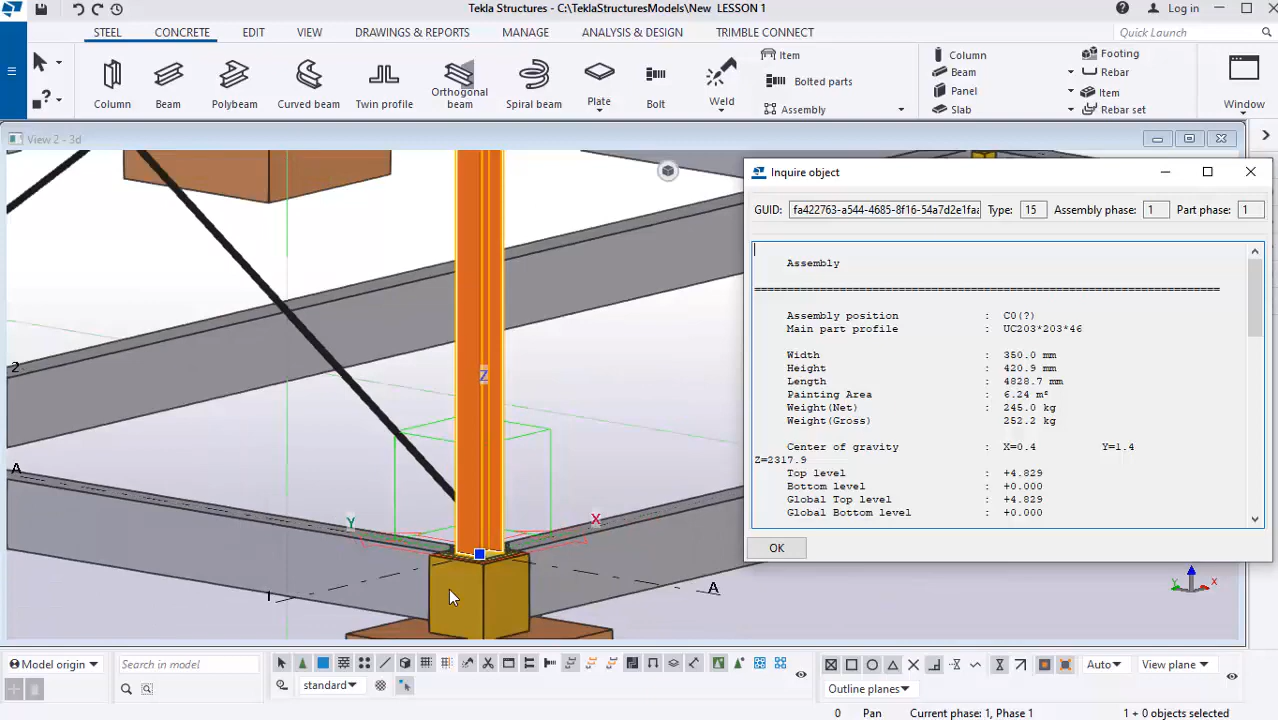 Tekla Structures - C:\TeklaStructuresModels\New LESSON 1
Log in
STEEL CONCRETE EDIT VIEW DRAWINGS & REPORTS MANAGE ANALYSIS & DESIGN TRIMBLE CONNECT
Quick Launch
Column Beam Polybeam Curved beam Twin profile Orthogonal beam Spiral beam Plate Bolt Weld
Item
Bolted parts
Assembly
Column
Beam
Panel
Slab
Footing
Rebar
Item
Rebar set
Window
View 2 - 3d
Inquire object
GUID: fa422763-a544-4685-8f16-54a7d2e1faa Type: 15 Assembly phase: 1 Part phase: 1
Assembly
================================================================
Assembly position : C0(?)
Main part profile : UC203*203*46
Width : 350.0 mm
Height : 420.9 mm
Length : 4828.7 mm
Painting Area : 6.24 m²
Weight(Net) : 245.0 kg
Weight(Gross) : 252.2 kg
Center of gravity : X=0.4 Y=1.4
Z=2317.9
Top level : +4.829
Bottom level : +0.000
Global Top level : +4.829
Global Bottom level : +0.000
OK
2
Z
A
Y
X
1
A
Y
X
Model origin
Search in model
standard
Auto
View plane
Outline planes
0 Pan Current phase: 1, Phase 1 1 + 0 objects selected